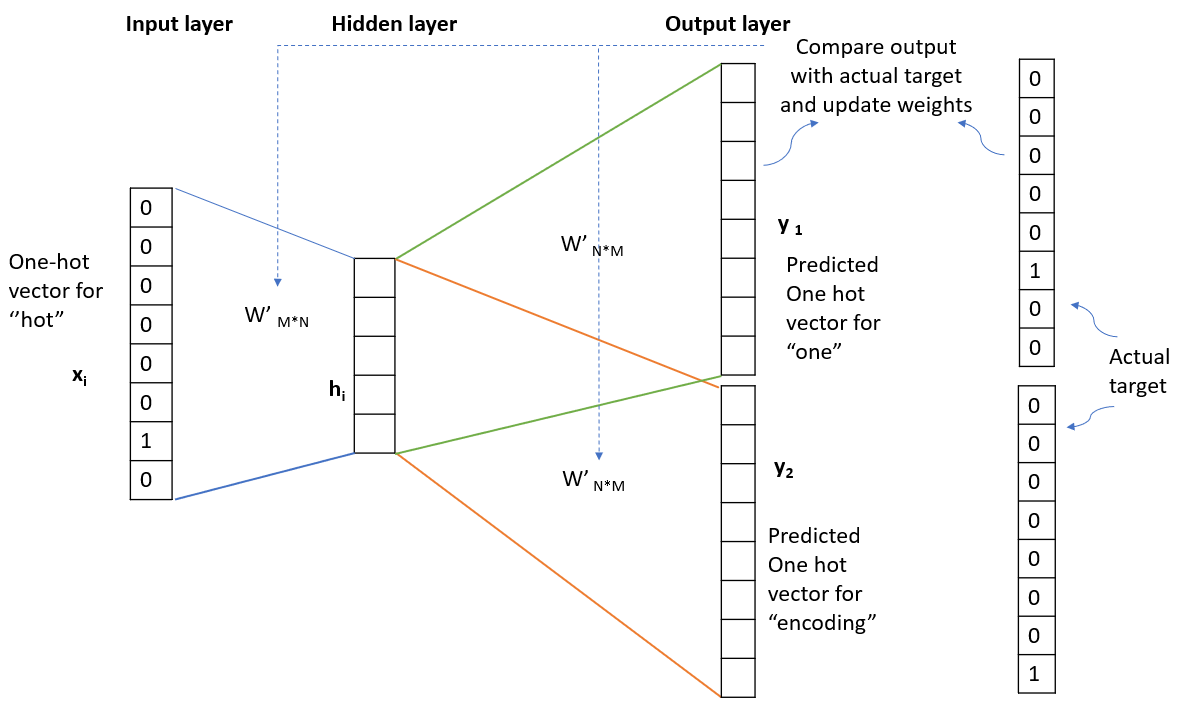 Input layer
Hidden layer
Output layer
Compare output
with actual target
and update weights
One-hot
vector for
‘’hot”
xi
0
0
0
0
0
0
1
0
W’ M*N
hi
W’ N*M
W’ N*M
y 1
Predicted
One hot
vector for
“one”
y2
Predicted
One hot
vector for
“encoding”
0
0
0
0
0
1
0
0
Actual
target
0
0
0
0
0
0
0
1